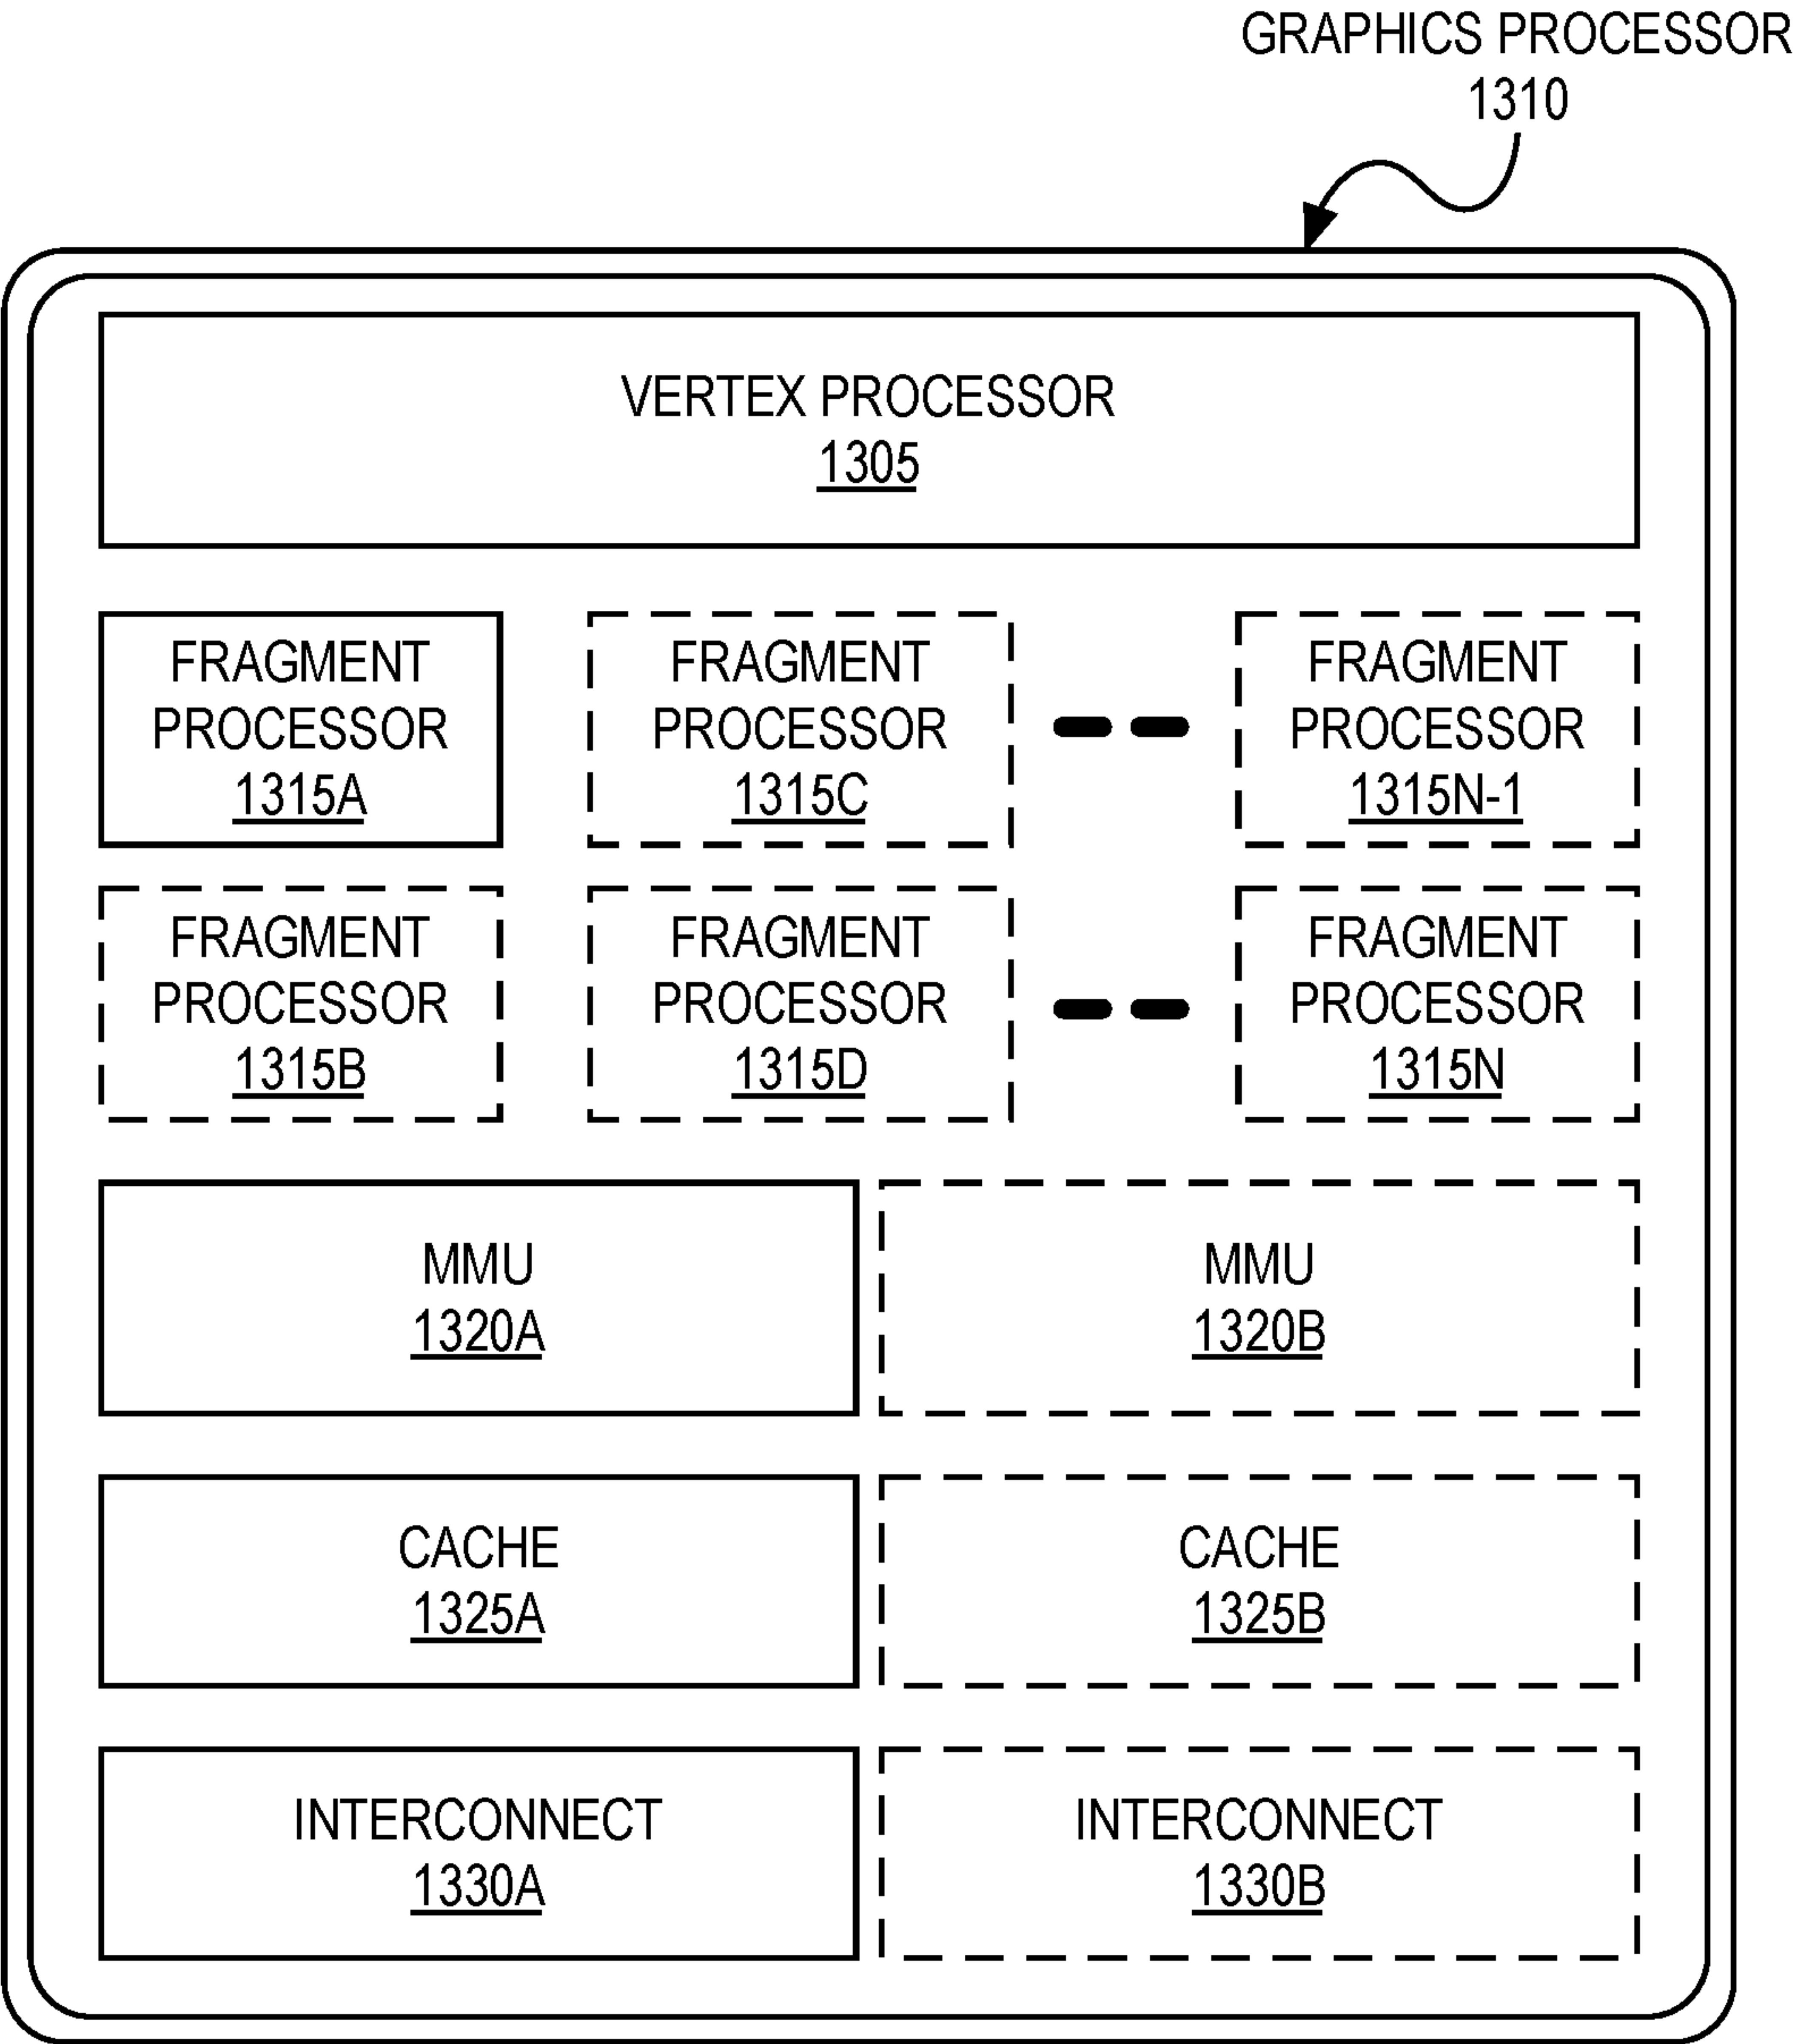 GRAPHICS PROCESSOR
1310
VERTEX PROCESSOR
1305
FRAGMENT
PROCESSOR
1315A
FRAGMENT
PROCESSOR
1315C
FRAGMENT
PROCESSOR
1315N-1
FRAGMENT
PROCESSOR
1315B
FRAGMENT
PROCESSOR
1315D
FRAGMENT
PROCESSOR
1315N
MMU
1320A
MMU
1320B
CACHE
1325A
CACHE
1325B
INTERCONNECT
1330A
INTERCONNECT
1330B